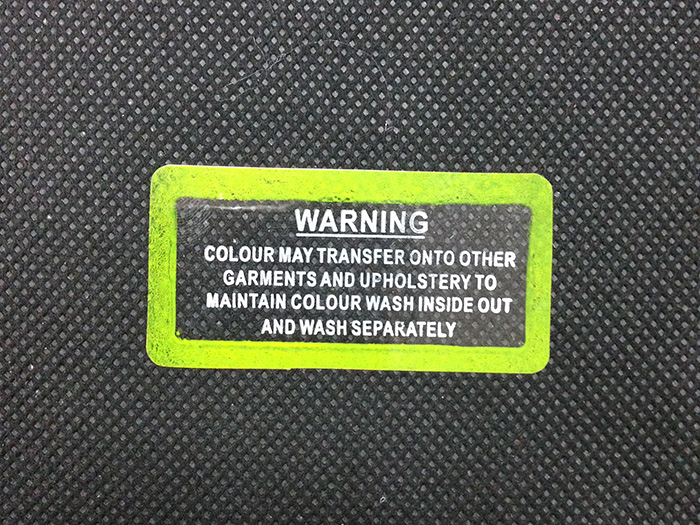 WARNING
COLOUR MAY TRANSFER ONTO OTHER
GARMENTS AND UPHOLSTERY TO
MAINTAIN COLOUR WASH INSIDE OUT
AND WASH SEPARATELY